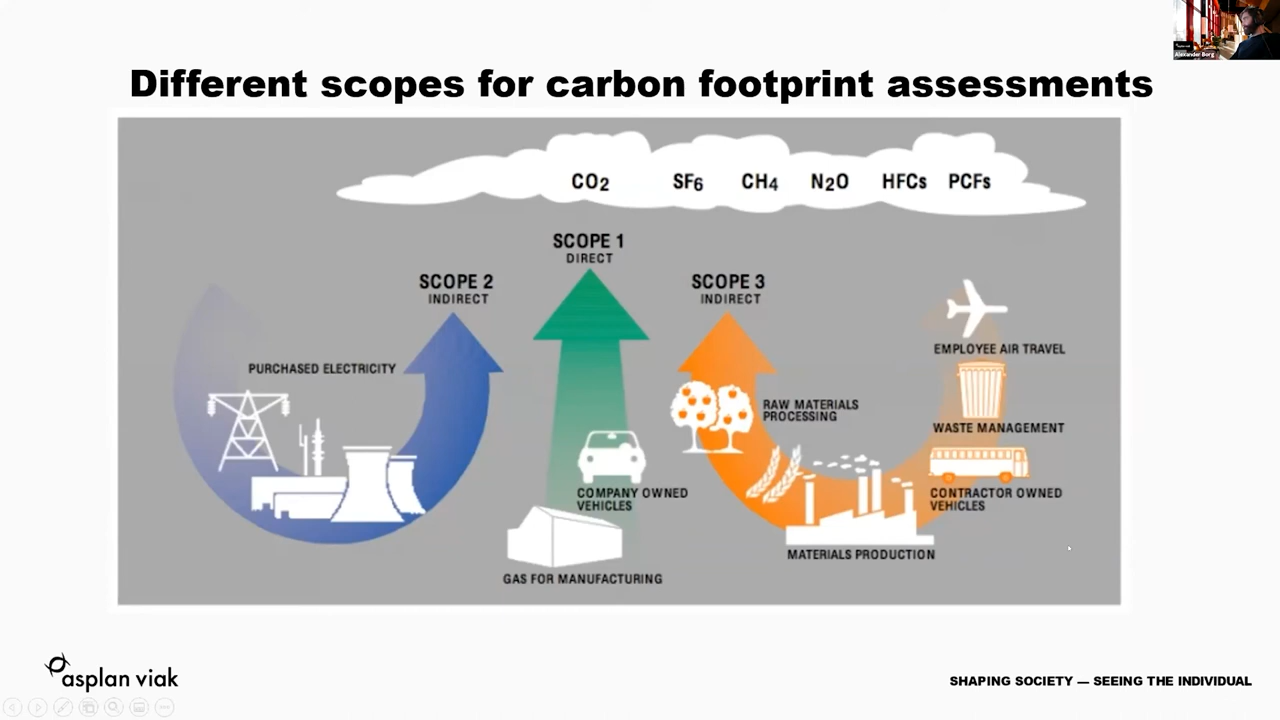 Alexander Borg
Different scopes for carbon footprint assessments
CO2 SF6 CH4 N2O HFCs PCFs
SCOPE 1
DIRECT
SCOPE 2
INDIRECT
SCOPE 3
INDIRECT
PURCHASED ELECTRICITY
COMPANY OWNED
VEHICLES
GAS FOR MANUFACTURING
RAW MATERIALS
PROCESSING
MATERIALS PRODUCTION
EMPLOYEE AIR TRAVEL
WASTE MANAGEMENT
CONTRACTOR OWNED
VEHICLES
asplan viak
SHAPING SOCIETY — SEEING THE INDIVIDUAL